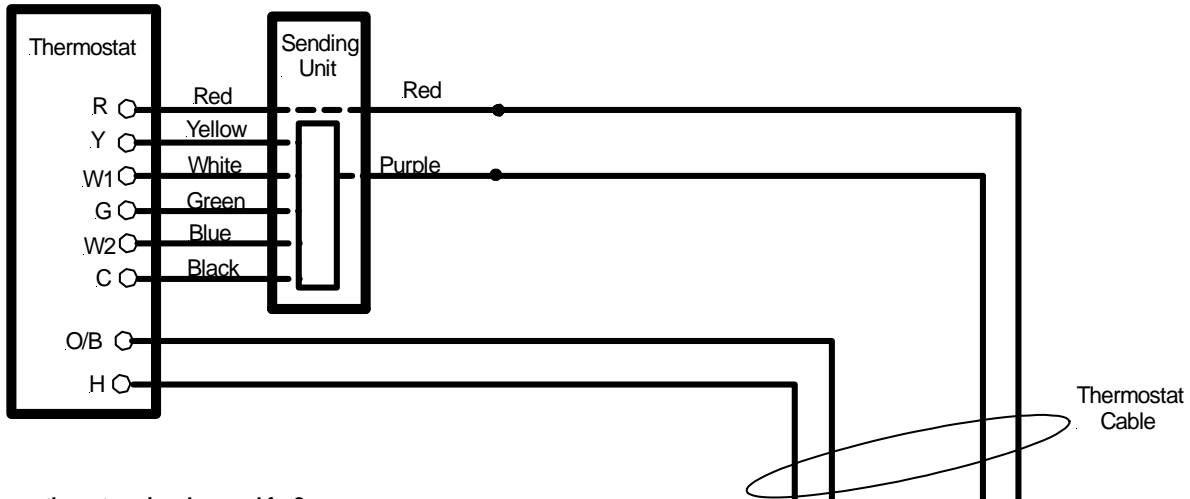 Thermostat
Sending
Unit
R
Red
Red
Y
Yellow
W1
White
Purple
G
Green
W2
Blue
C
Black
O/B
H
Thermostat
Cable